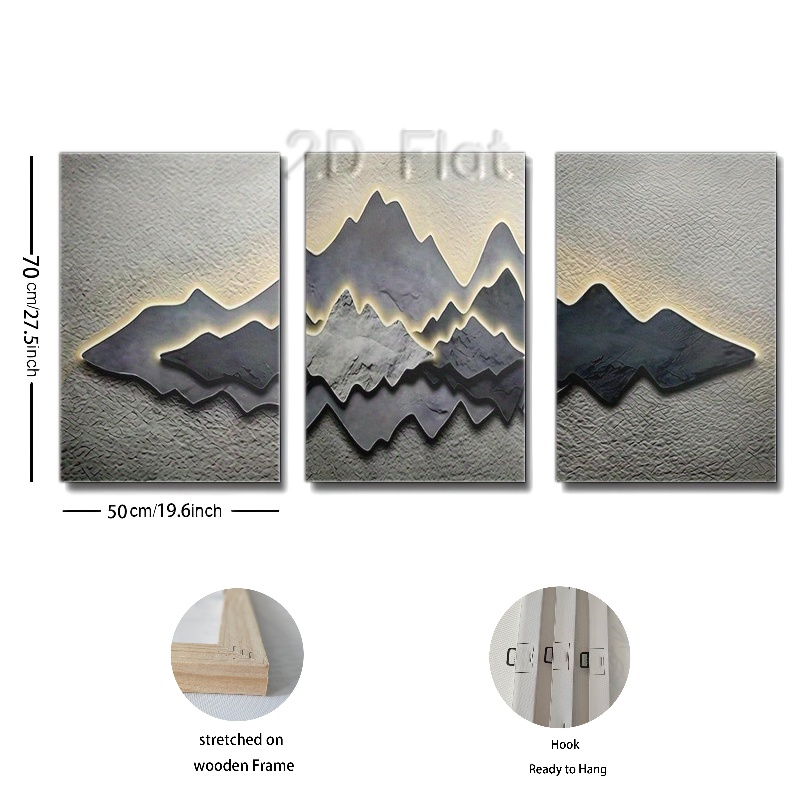 2D Flat
70 cm/27.5inch
50cm/19.6inch
stretched on
wooden Frame
Hook
Ready to Hang